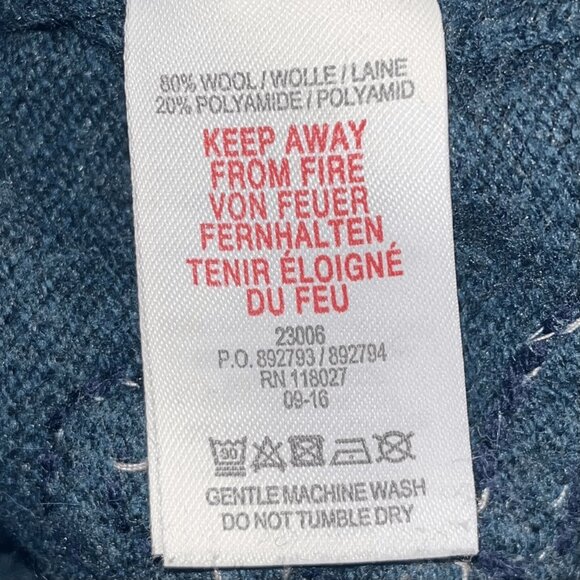 80% WOOL / WOLLE / LAINE
20% POLYAMIDE / POLYAMID
KEEP AWAY
FROM FIRE
VON FEUER
FERNHALTEN
TENIR ÉLOIGNÉ
DU FEU
23006
P.O. 892793 / 892794
RN 118027
09-16
30
GENTLE MACHINE WASH
DO NOT TUMBLE DRY